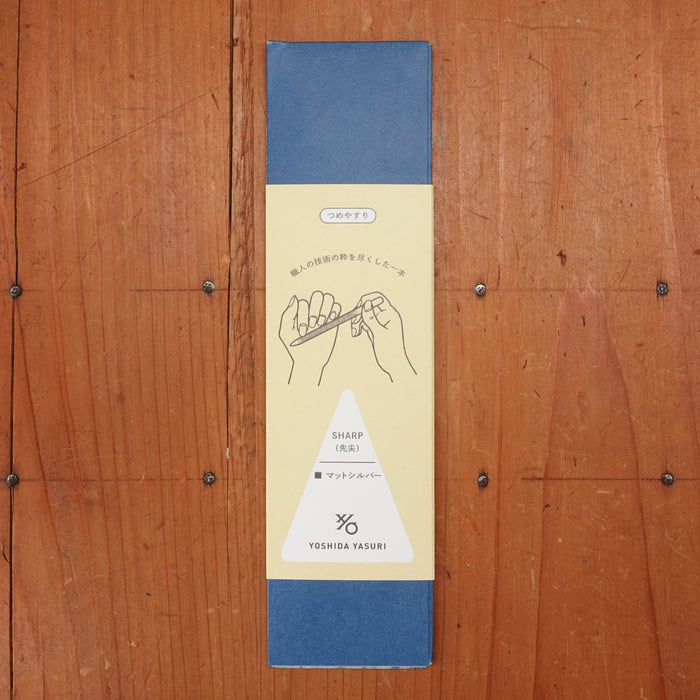 つめやすり
職人の技術の粋を尽くした一本
SHARP
(先尖)
■ マットシルバー
YO
YOSHIDA YASURI